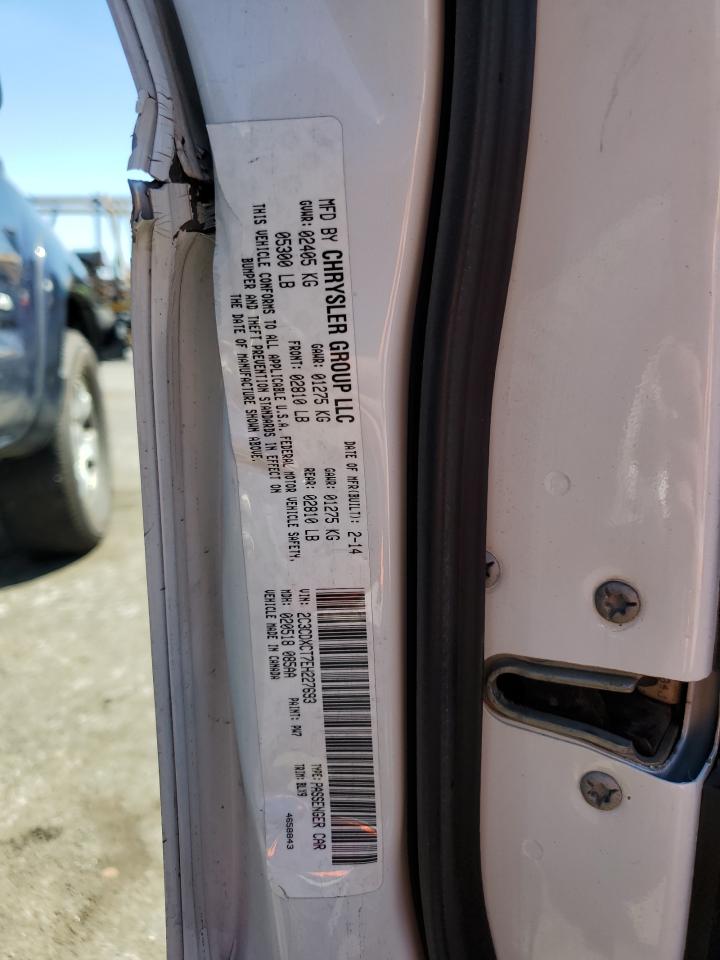 MFD BY CHRYSLER GROUP LLC
DATE OF MFR(BUILT): 2-14
GVWR: 02405 KG
GAWR: 01275 KG
GAWR: 01275 KG
05300 LB
FRONT: 02810 LB
REAR: 02810 LB
THIS VEHICLE CONFORMS TO ALL APPLICABLE U.S.A. FEDERAL MOTOR VEHICLE SAFETY,
BUMPER AND THEFT PREVENTION STANDARDS IN EFFECT ON
THE DATE OF MANUFACTURE SHOWN ABOVE.
VIN: 2C3CDXCT7EH227693
TYPE: PASSENGER CAR
MDH: 020518 085AA
PAINT: PW7
TRIM: BLX9
VEHICLE MADE IN CANADA
4658843